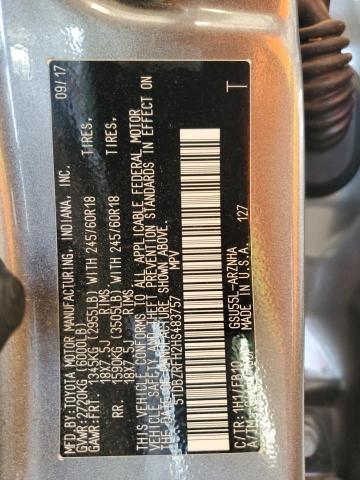 MFD. BY: TOYOTA MOTOR MANUFACTURING, INDIANA, INC. 09/17
GVWR: 2720KG (6000LB)
GAWR: FRT. 1345KG (2955LB) WITH 245/60R18 TIRES,
18X7.5J RIMS
RR. 1590KG (3505LB) WITH 245/60R18 TIRES,
18X7.5J RIMS
THIS VEHICLE CONFORMS TO ALL APPLICABLE FEDERAL MOTOR
VEHICLE SAFETY AND THEFT PREVENTION STANDARDS IN EFFECT ON
THE DATE OF MANUFACTURE SHOWN ABOVE.
MPV
C/TR: 1H1/FB10
GSU55L-ARZNHA
A/TM:
MADE IN U.S.A.
127
T